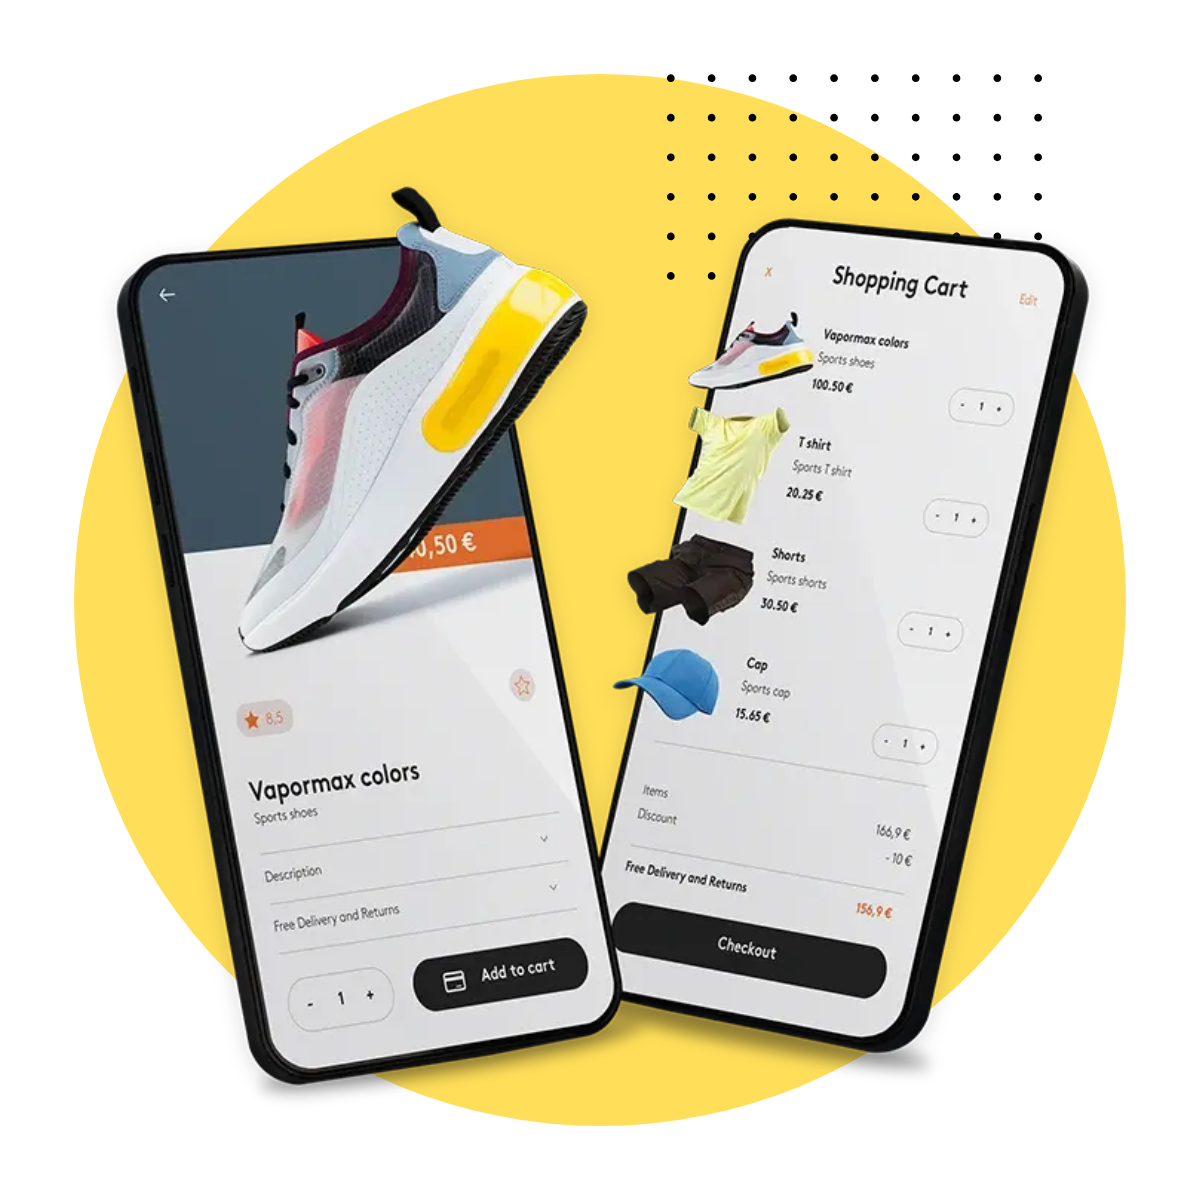 0,50 €
8,5
Vapormax colors
Sports shoes
Description
Free Delivery and Returns
- 1 +
Add to cart
x
Shopping Cart
Edit
Vapormax colors
Sports shoes
100.50 €
- 1 +
T shirt
Sports T shirt
20.25 €
- 1 +
Shorts
Sports shorts
30.50 €
- 1 +
Cap
Sports cap
15.65 €
- 1 +
Items
166,9 €
Discount
- 10 €
Free Delivery and Returns
156,9 €
Checkout